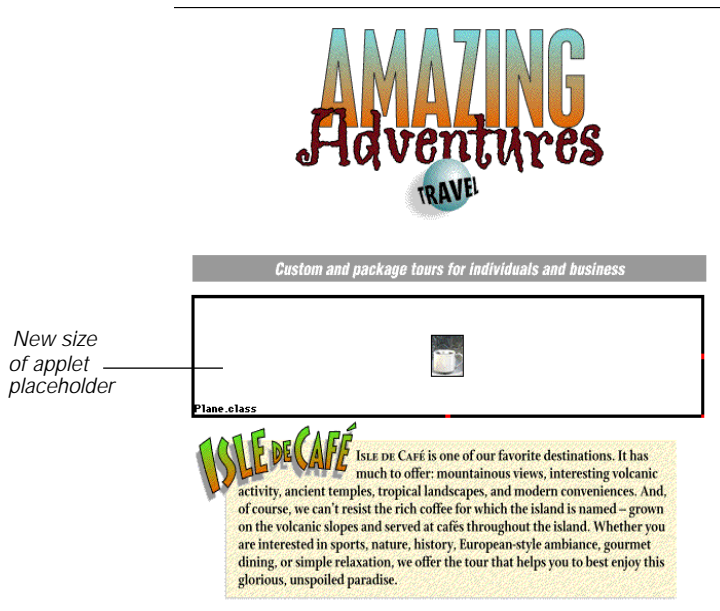 AMAZING
Adventures
TRAVEL
Custom and package tours for individuals and business
New size
of applet
placeholder
Plane.class
ISLE DE CAFÉ
ISLE DE CAFÉ is one of our favorite destinations. It has
much to offer: mountainous views, interesting volcanic
activity, ancient temples, tropical landscapes, and modern conveniences. And,
of course, we can't resist the rich coffee for which the island is named – grown
on the volcanic slopes and served at cafés throughout the island. Whether you
are interested in sports, nature, history, European-style ambiance, gourmet
dining, or simple relaxation, we offer the tour that helps you to best enjoy this
glorious, unspoiled paradise.